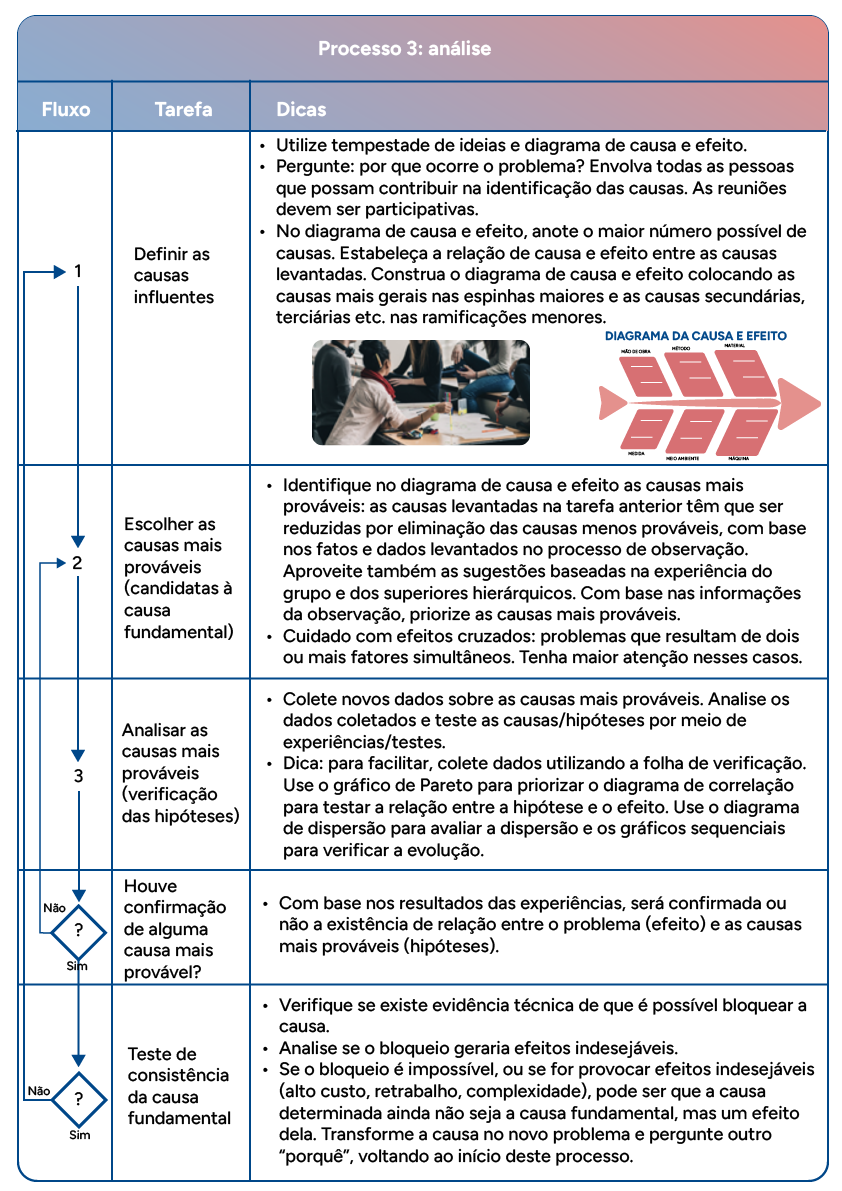 Processo 3: análise
Fluxo
Tarefa
Dicas
1
Definir as
causas
influentes
• Utilize tempestade de ideias e diagrama de causa e efeito.
• Pergunte: por que ocorre o problema? Envolva todas as pessoas
que possam contribuir na identificação das causas. As reuniões
devem ser participativas.
• No diagrama de causa e efeito, anote o maior número possível de
causas. Estabeleça a relação de causa e efeito entre as causas
levantadas. Construa o diagrama de causa e efeito colocando as
causas mais gerais nas espinhas maiores e as causas secundárias,
terciárias etc. nas ramificações menores.
DIAGRAMA DA CAUSA E EFEITO
MÃO DE OBRA
MÉTODO
MATERIAL
MEDIDA
MEIO AMBIENTE
MÁQUINA
2
Escolher as
causas mais
prováveis
(candidatas à
causa
fundamental)
• Identifique no diagrama de causa e efeito as causas mais
prováveis: as causas levantadas na tarefa anterior têm que ser
reduzidas por eliminação das causas menos prováveis, com base
nos fatos e dados levantados no processo de observação.
Aproveite também as sugestões baseadas na experiência do
grupo e dos superiores hierárquicos. Com base nas informações
da observação, priorize as causas mais prováveis.
• Cuidado com efeitos cruzados: problemas que resultam de dois
ou mais fatores simultâneos. Tenha maior atenção nesses casos.
3
Analisar as
causas mais
prováveis
(verificação
das hipóteses)
• Colete novos dados sobre as causas mais prováveis. Analise os
dados coletados e teste as causas/hipóteses por meio de
experiências/testes.
• Dica: para facilitar, colete dados utilizando a folha de verificação.
Use o gráfico de Pareto para priorizar o diagrama de correlação
para testar a relação entre a hipótese e o efeito. Use o diagrama
de dispersão para avaliar a dispersão e os gráficos sequenciais
para verificar a evolução.
Não
?
Sim
Houve
confirmação
de alguma
causa mais
provável?
• Com base nos resultados das experiências, será confirmada ou
não a existência de relação entre o problema (efeito) e as causas
mais prováveis (hipóteses).
Não
?
Sim
Teste de
consistência
da causa
fundamental
• Verifique se existe evidência técnica de que é possível bloquear a
causa.
• Analise se o bloqueio geraria efeitos indesejáveis.
• Se o bloqueio é impossível, ou se for provocar efeitos indesejáveis
(alto custo, retrabalho, complexidade), pode ser que a causa
determinada ainda não seja a causa fundamental, mas um efeito
dela. Transforme a causa no novo problema e pergunte outro
“porquê”, voltando ao início deste processo.